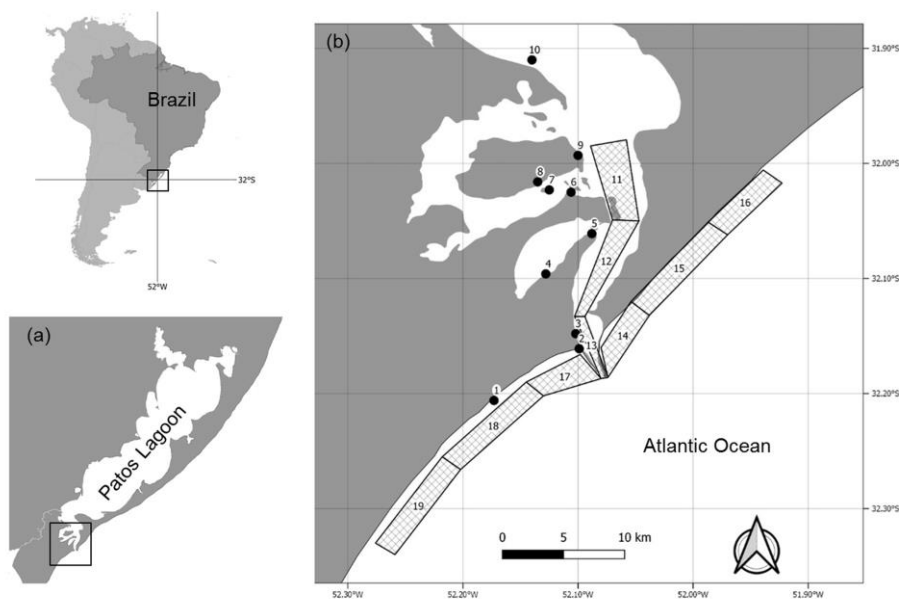 Brazil
32°S
52°W
(a)
Patos Lagoon
(b)
10
9
8
7
6
5
4
3
2
1
11
12
13
14
15
16
17
18
19
Atlantic Ocean
0 5 10 km
31.90°S
32.00°S
32.10°S
32.20°S
32.30°S
52.30°W
52.20°W
52.10°W
52.00°W
51.90°W